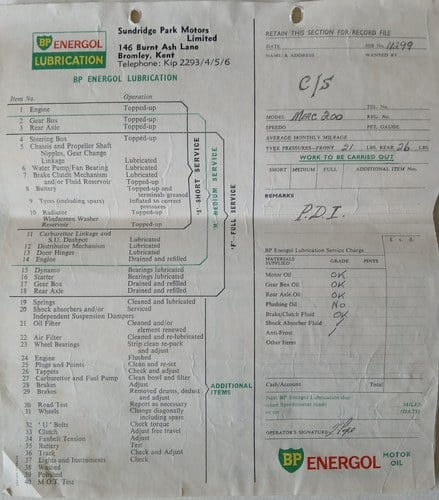 BP ENERGOL
LUBRICATION
Sundridge Park Motors
Limited
146 Burnt Ash Lane
Bromley, Kent
Telephone: Kip 2293/4/5/6
BP ENERGOL LUBRICATION
Item No. Operation
1 Engine Topped-up
2 Gear Box Topped-up
3 Rear Axle Topped-up
4 Steering Box Topped-up
5 Chassis and Propeller Shaft
Nipples, Gear Change
Linkage Lubricated
6 Water Pump/Fan Bearing Lubricated
7 Brake Clutch Mechanism Lubricated
and/or Fluid Reservoir Topped-up
8 Battery Topped-up and
terminals greased
9 Tyres (including spare) Inflated to correct
pressures
10 Radiator Topped-up
Windscreen Washer
Reservoir Topped-up
11 Carburetter Linkage and
S.U. Dashpot Lubricated
12 Distributor Mechanism Lubricated
13 Door Hinges Lubricated
14 Engine Drained and refilled
15 Dynamo Bearings lubricated
16 Starter Bearings lubricated
17 Gear Box Drained and refilled
18 Rear Axle Drained and refilled
19 Springs Cleaned and lubricated
20 Shock absorbers and/or Serviced
Independent Suspension Dampers
21 Oil Filter Cleaned and/or
element renewed
22 Air Filter Cleaned and re-lubricated
23 Wheel Bearings Strip clean re-pack
and adjust
24 Engine Flushed
25 Plugs and Points Clean and re-set
26 Tappets Check and adjust
27 Carburetter and Fuel Pump Clean bowl and filter
28 Brakes Adjust
29 Brakes Removed drums, dedust
and adjust
30 Road Test Report as necessary
31 Wheels Change diagonally
including spare
32 'U' Bolts Check torque
33 Clutch Adjust free travel
34 Fanbelt Tension Adjust
35 Battery Test
36 Track Check and Adjust
37 Lights and Instruments Check
38 Washed
39 Polished
40 M.O.T. Test
'S'-SHORT SERVICE
'M'-MEDIUM SERVICE
'F'-FULL SERVICE
ADDITIONAL
ITEMS
RETAIN THIS SECTION FOR RECORD FILE
DATE JOB No. 4299
NAME & ADDRESS WANTED BY
C/S
TEL. No.
MODEL Marc 200 REG. No.
SPEEDO PET. GAUGE
AVERAGE MONTHLY MILEAGE
TYRE PRESSURES—FRONT 21 LBS. REAR 26 LBS.
WORK TO BE CARRIED OUT
SHORT MEDIUM FULL ADDITIONAL ITEM Nos.
REMARKS
P.D.I.
BP Energol Lubrication Service Charge £ s. d.
MATERIALS
SUPPLIED GRADE PINTS
Motor Oil OK
Gear Box Oil OK
Rear Axle Oil OK
Flushing Oil No
Brake/Clutch Fluid OK
Shock Absorber Fluid
Anti-Frost
Other Items
Cash/Account Total
Next BP Energol Lubrication due
when Speedometer reads MILES
or on (DATE)
OPERATOR'S SIGNATURE
BP ENERGOL MOTOR
OIL